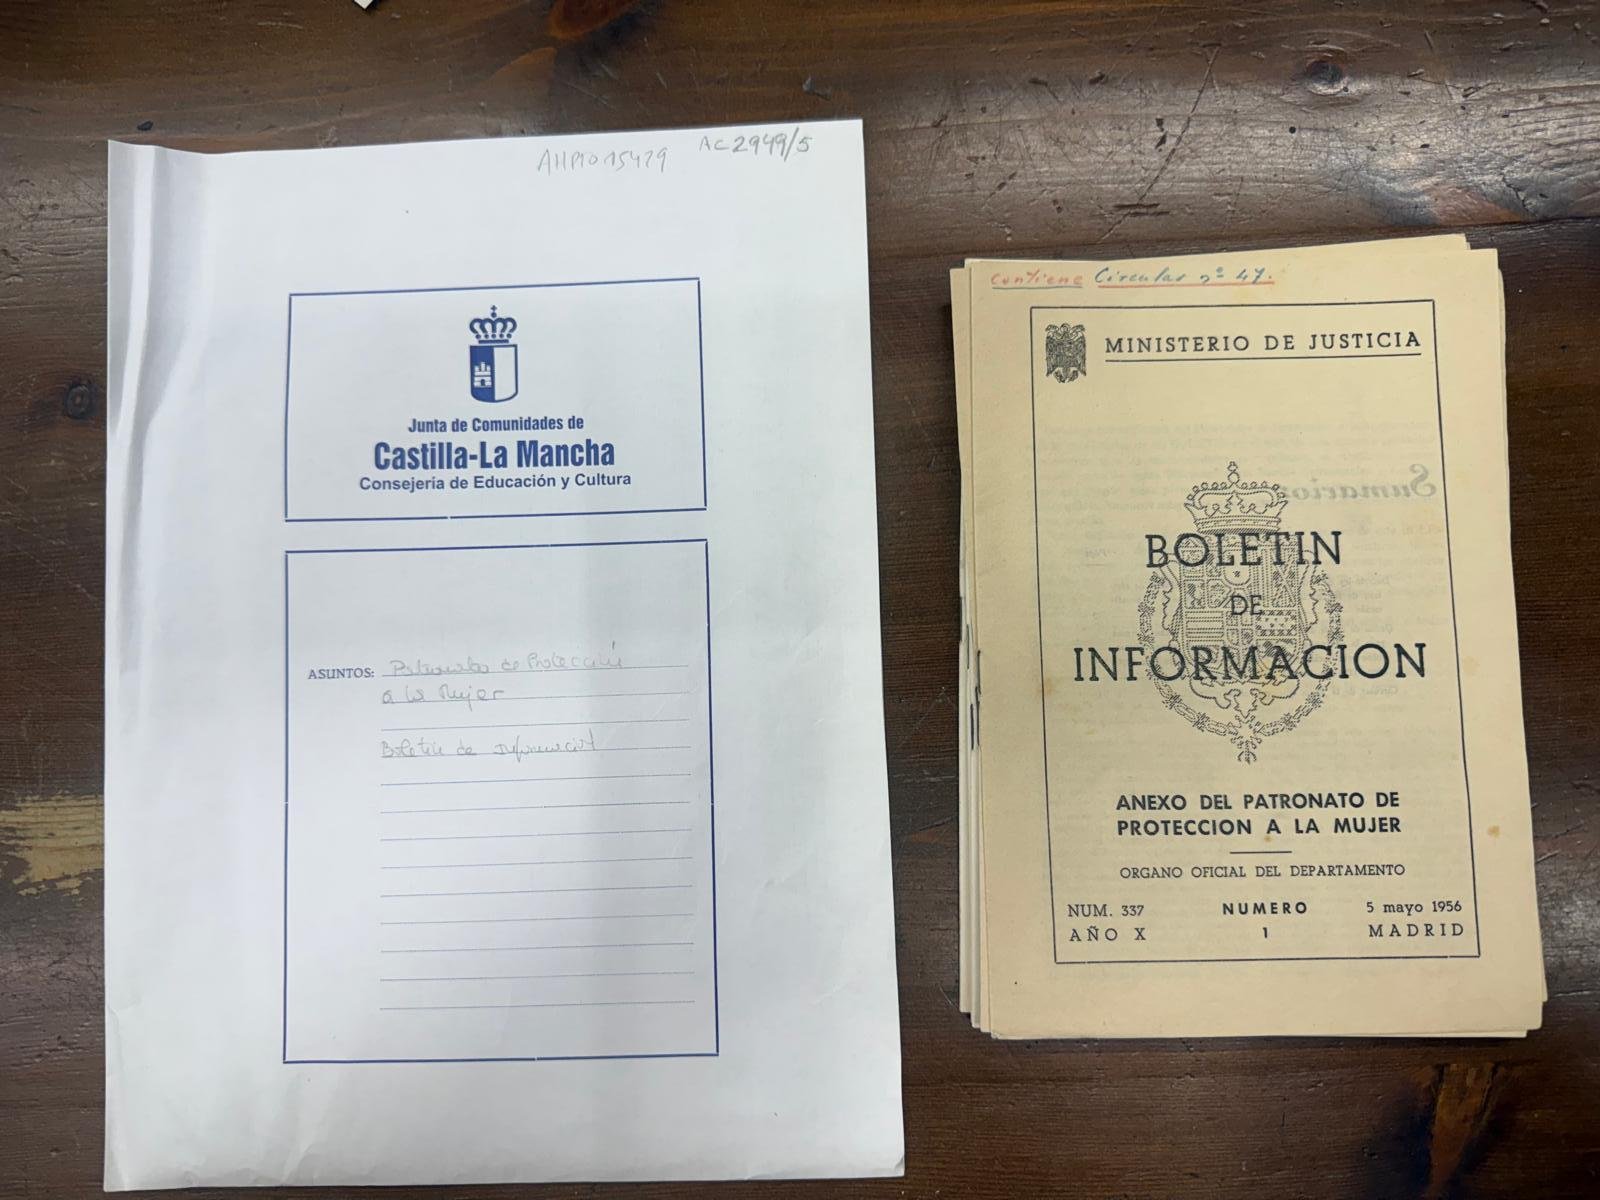 AHPTO 15479
AC 2949/5
Junta de Comunidades de
Castilla-La Mancha
Consejería de Educación y Cultura
ASUNTOS: Patronato de Protección
a la Mujer
Boletín de Información
Contiene Circular nº 47.
MINISTERIO DE JUSTICIA
Sumario
BOLETIN
DE
INFORMACION
ANEXO DEL PATRONATO DE
PROTECCION A LA MUJER
ORGANO OFICIAL DEL DEPARTAMENTO
NUM. 337 NUMERO 5 mayo 1956
AÑO X 1 MADRID